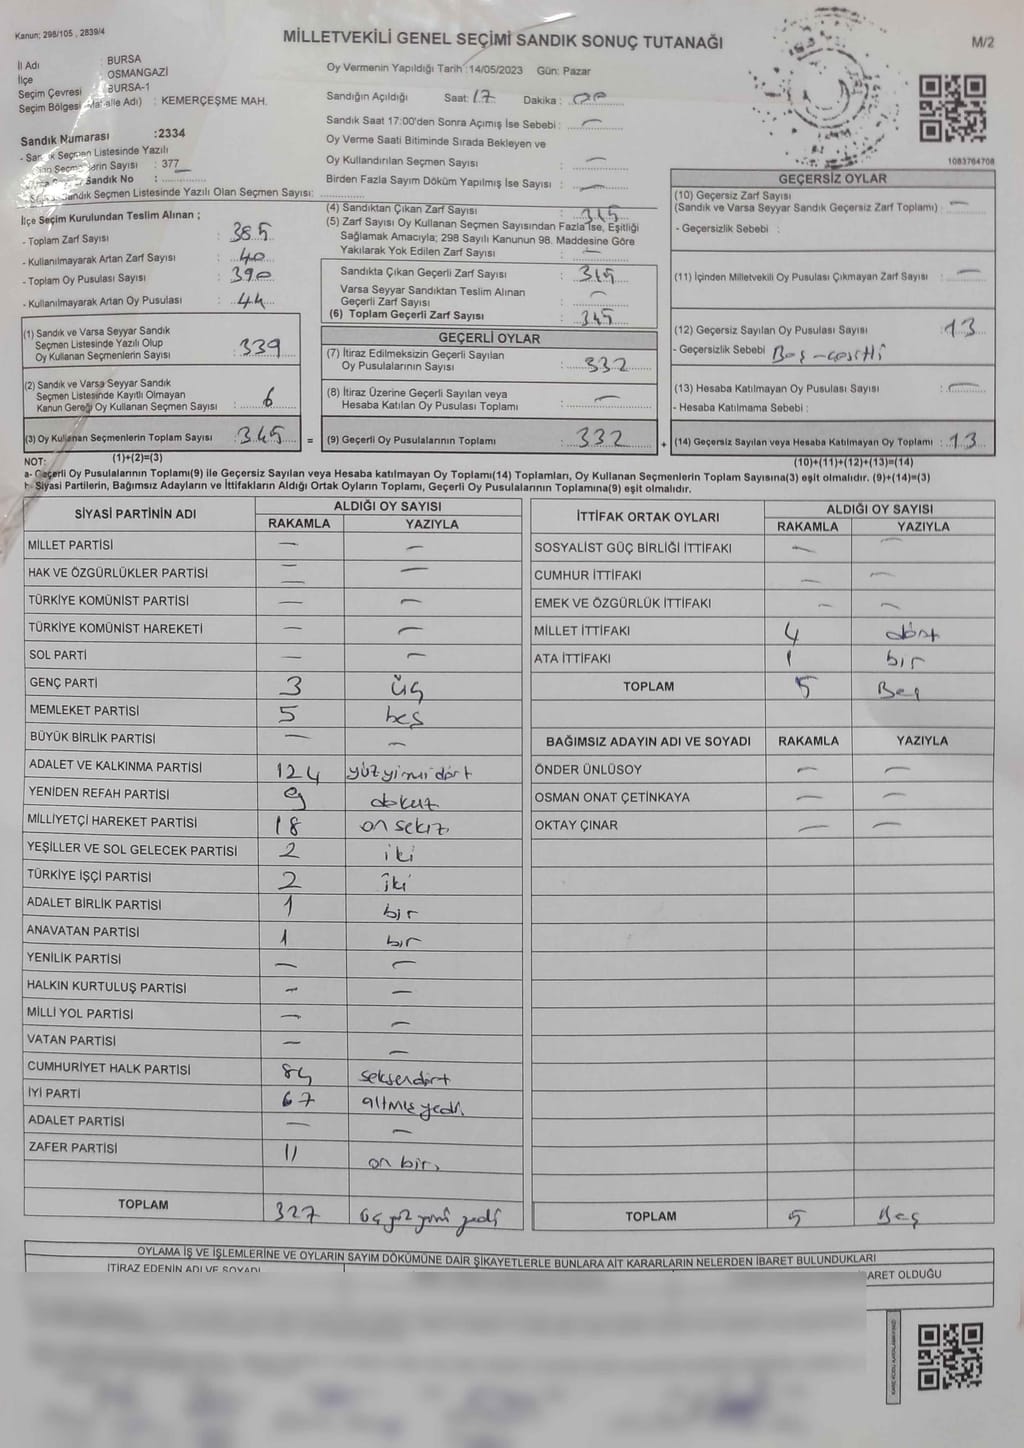 Kanun; 298/105 , 2839/4
MİLLETVEKİLİ GENEL SEÇİMİ SANDIK SONUÇ TUTANAĞI
M/2
İl Adı : BURSA
İlçe : OSMANGAZİ
Seçim Çevresi : BURSA-1
Seçim Bölgesi (Mahalle Adı) : KEMERÇEŞME MAH.
Oy Vermenin Yapıldığı Tarih :14/05/2023 Gün: Pazar
Sandığın Açıldığı Saat: 17 Dakika : 00
Sandık Saat 17:00'den Sonra Açımış İse Sebebi : —
Oy Verme Saati Bitiminde Sırada Bekleyen ve
Oy Kullandırılan Seçmen Sayısı : —
Birden Fazla Sayım Döküm Yapılmış İse Sayısı : —
1083764708
Sandık Numarası :2334
- Sandık Seçmen Listesinde Yazılı
Olan Seçmenlerin Sayısı : 377
Varsa Seyyar Sandık No :
Seyyar Sandık Seçmen Listesinde Yazılı Olan Seçmen Sayısı:
İlçe Seçim Kurulundan Teslim Alınan ;
- Toplam Zarf Sayısı : 385
- Kullanılmayarak Artan Zarf Sayısı : 40
- Toplam Oy Pusulası Sayısı : 390
- Kullanılmayarak Artan Oy Pusulası : 44
(1) Sandık ve Varsa Seyyar Sandık
Seçmen Listesinde Yazılı Olup
Oy Kullanan Seçmenlerin Sayısı : 339
(2) Sandık ve Varsa Seyyar Sandık
Seçmen Listesinde Kayıtlı Olmayan
Kanun Gereği Oy Kullanan Seçmen Sayısı : 6
(3) Oy Kullanan Seçmenlerin Toplam Sayısı : 345
(4) Sandıktan Çıkan Zarf Sayısı : 345
(5) Zarf Sayısı Oy Kullanan Seçmen Sayısından Fazla İse, Eşitliği
Sağlamak Amacıyla; 298 Sayılı Kanunun 98. Maddesine Göre
Yakılarak Yok Edilen Zarf Sayısı : —
Sandıkta Çıkan Geçerli Zarf Sayısı : 345
Varsa Seyyar Sandıktan Teslim Alınan
Geçerli Zarf Sayısı : —
(6) Toplam Geçerli Zarf Sayısı : 345
GEÇERLİ OYLAR
(7) İtiraz Edilmeksizin Geçerli Sayılan
Oy Pusulalarının Sayısı : 332
(8) İtiraz Üzerine Geçerli Sayılan veya
Hesaba Katılan Oy Pusulası Toplamı : —
= (9) Geçerli Oy Pusulalarının Toplamı : 332
GEÇERSİZ OYLAR
(10) Geçersiz Zarf Sayısı
(Sandık ve Varsa Seyyar Sandık Geçersiz Zarf Toplamı) : —
- Geçersizlik Sebebi :
(11) İçinden Milletvekili Oy Pusulası Çıkmayan Zarf Sayısı : —
(12) Geçersiz Sayılan Oy Pusulası Sayısı : 13
- Geçersizlik Sebebi : Boş-çeşitli
(13) Hesaba Katılmayan Oy Pusulası Sayısı : —
- Hesaba Katılmama Sebebi :
+ (14) Geçersiz Sayılan veya Hesaba Katılmayan Oy Toplamı : 13
NOT: (1)+(2)=(3)
(10)+(11)+(12)+(13)=(14)
a- Geçerli Oy Pusulalarının Toplamı(9) ile Geçersiz Sayılan veya Hesaba katılmayan Oy Toplamı(14) Toplamları, Oy Kullanan Seçmenlerin Toplam Sayısına(3) eşit olmalıdır. (9)+(14)=(3)
b- Siyasi Partilerin, Bağımsız Adayların ve İttifakların Aldığı Ortak Oyların Toplamı, Geçerli Oy Pusulalarının Toplamına(9) eşit olmalıdır.
SİYASİ PARTİNİN ADI ALDIĞI OY SAYISI
RAKAMLA YAZIYLA
MİLLET PARTİSİ — —
HAK VE ÖZGÜRLÜKLER PARTİSİ — —
TÜRKİYE KOMÜNİST PARTİSİ — —
TÜRKİYE KOMÜNİST HAREKETİ — —
SOL PARTİ — —
GENÇ PARTİ 3 üç
MEMLEKET PARTİSİ 5 beş
BÜYÜK BİRLİK PARTİSİ — —
ADALET VE KALKINMA PARTİSİ 124 yüzyirmi dört
YENİDEN REFAH PARTİSİ 9 dokuz
MİLLİYETÇİ HAREKET PARTİSİ 18 on sekiz
YEŞİLLER VE SOL GELECEK PARTİSİ 2 iki
TÜRKİYE İŞÇİ PARTİSİ 2 iki
ADALET BİRLİK PARTİSİ 1 bir
ANAVATAN PARTİSİ 1 bir
YENİLİK PARTİSİ — —
HALKIN KURTULUŞ PARTİSİ — —
MİLLİ YOL PARTİSİ — —
VATAN PARTİSİ — —
CUMHURİYET HALK PARTİSİ 84 seksendört
İYİ PARTİ 67 altmış yedi
ADALET PARTİSİ — —
ZAFER PARTİSİ 11 on bir
TOPLAM 327 üç yüz yirmi yedi
İTTİFAK ORTAK OYLARI ALDIĞI OY SAYISI
RAKAMLA YAZIYLA
SOSYALİST GÜÇ BİRLİĞİ İTTİFAKI — —
CUMHUR İTTİFAKI — —
EMEK VE ÖZGÜRLÜK İTTİFAKI — —
MİLLET İTTİFAKI 4 dört
ATA İTTİFAKI 1 bir
TOPLAM 5 Beş
BAĞIMSIZ ADAYIN ADI VE SOYADI RAKAMLA YAZIYLA
ÖNDER ÜNLÜSOY — —
OSMAN ONAT ÇETİNKAYA — —
OKTAY ÇINAR — —
TOPLAM 5 Beş
OYLAMA İŞ VE İŞLEMLERİNE VE OYLARIN SAYIM DÖKÜMÜNE DAİR ŞİKAYETLERLE BUNLARA AİT KARARLARIN NELERDEN İBARET BULUNDUKLARI
İTİRAZ EDENİN ADI VE SOYADI
BARET OLDUĞU